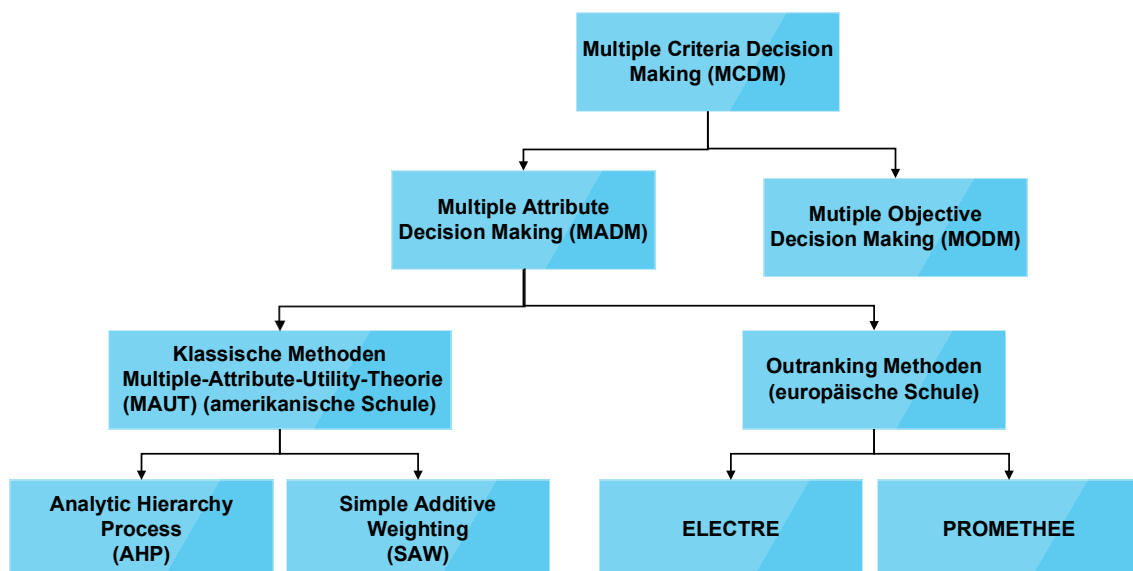 Multiple Criteria Decision
Making (MCDM)
Multiple Attribute
Decision Making (MADM)
Mutiple Objective
Decision Making (MODM)
Klassische Methoden
Multiple-Attribute-Utility-Theorie
(MAUT) (amerikanische Schule)
Outranking Methoden
(europäische Schule)
Analytic Hierarchy
Process
(AHP)
Simple Additive
Weighting
(SAW)
ELECTRE
PROMETHEE